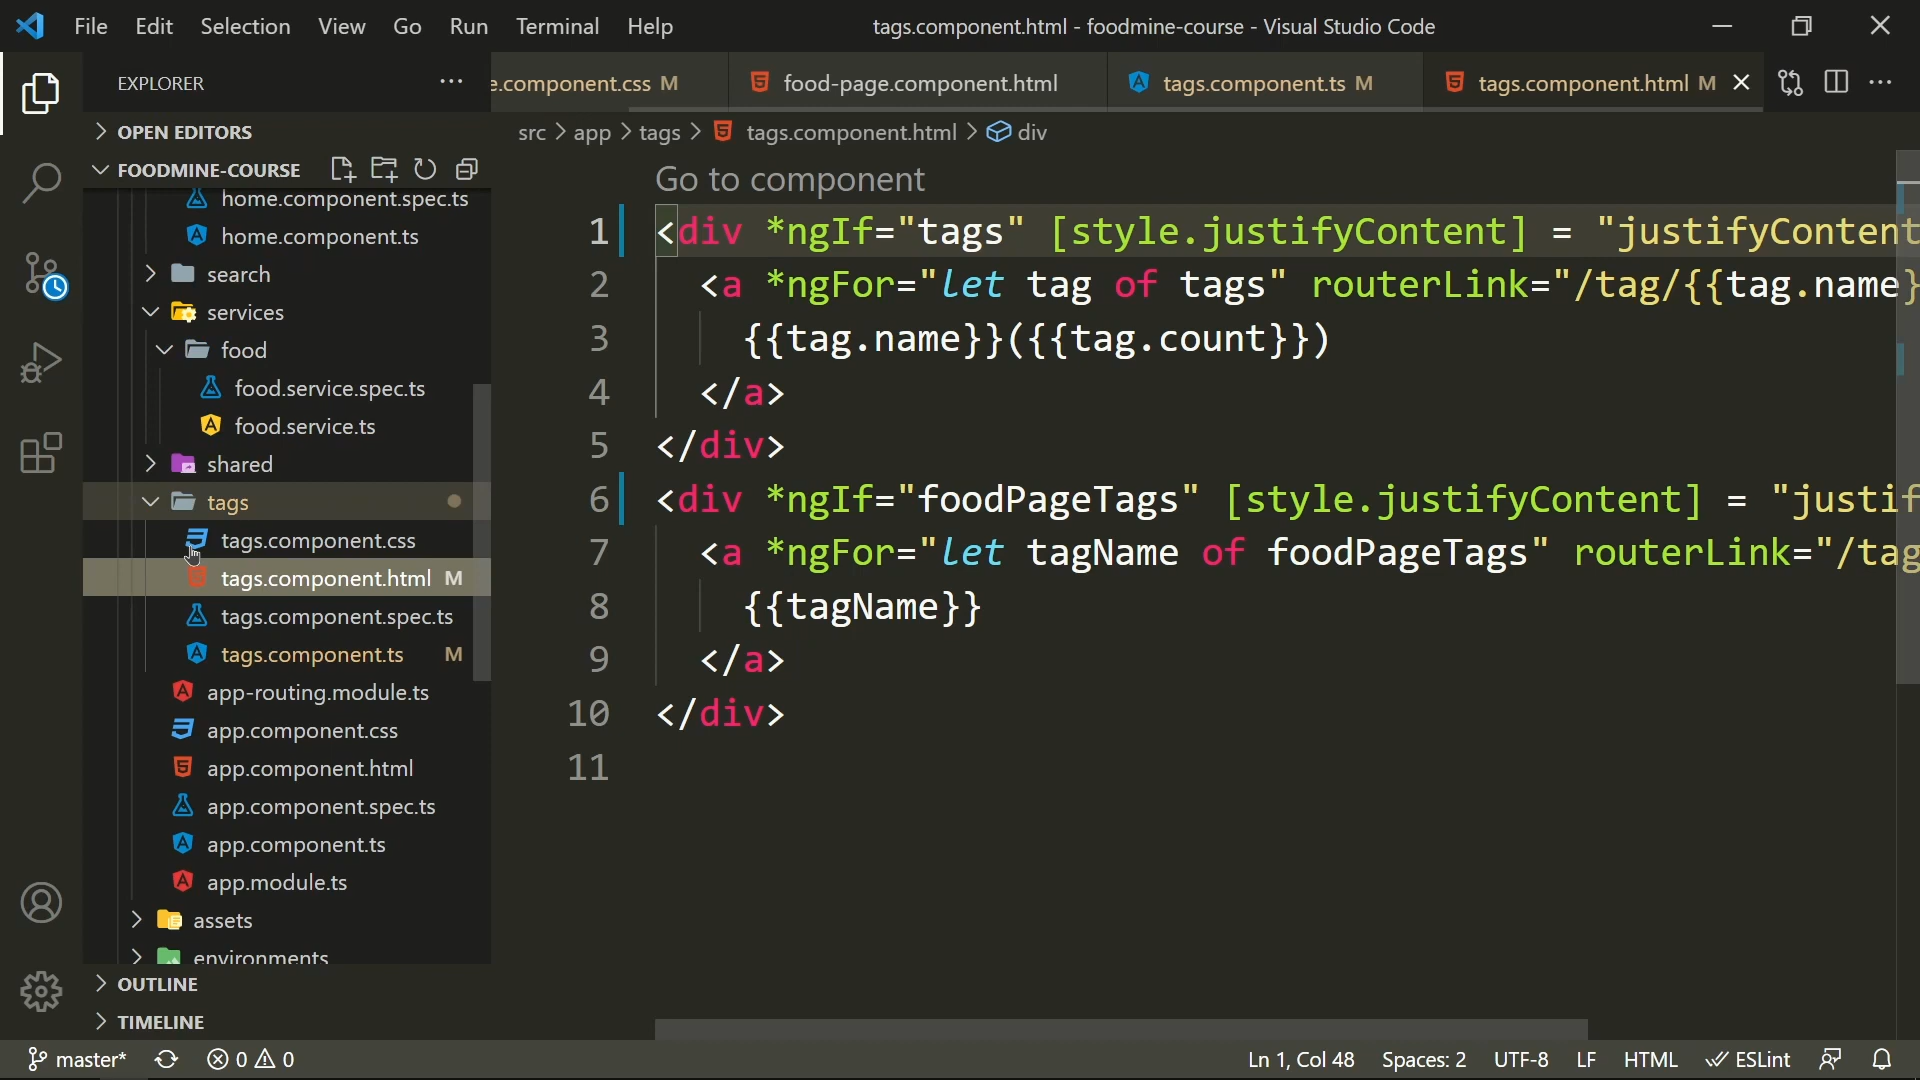 File Edit Selection View Go Run Terminal Help
tags.component.html - foodmine-course - Visual Studio Code
EXPLORER
e.component.css M
food-page.component.html
tags.component.ts M
tags.component.html M
OPEN EDITORS
src > app > tags > tags.component.html > div
FOODMINE-COURSE
home.component.spec.ts
home.component.ts
search
services
food
food.service.spec.ts
food.service.ts
shared
tags
tags.component.css
tags.component.html M
tags.component.spec.ts
tags.component.ts M
app-routing.module.ts
app.component.css
app.component.html
app.component.spec.ts
app.component.ts
app.module.ts
assets
environments
OUTLINE
TIMELINE
Go to component
1 <div *ngIf="tags" [style.justifyContent] = "justifyContent
2 <a *ngFor="let tag of tags" routerLink="/tag/{{tag.name}
3 {{tag.name}}({{tag.count}})
4 </a>
5 </div>
6 <div *ngIf="foodPageTags" [style.justifyContent] = "justif
7 <a *ngFor="let tagName of foodPageTags" routerLink="/tag
8 {{tagName}}
9 </a>
10 </div>
11
master* 0 0
Ln 1, Col 48 Spaces: 2 UTF-8 LF HTML ESLint